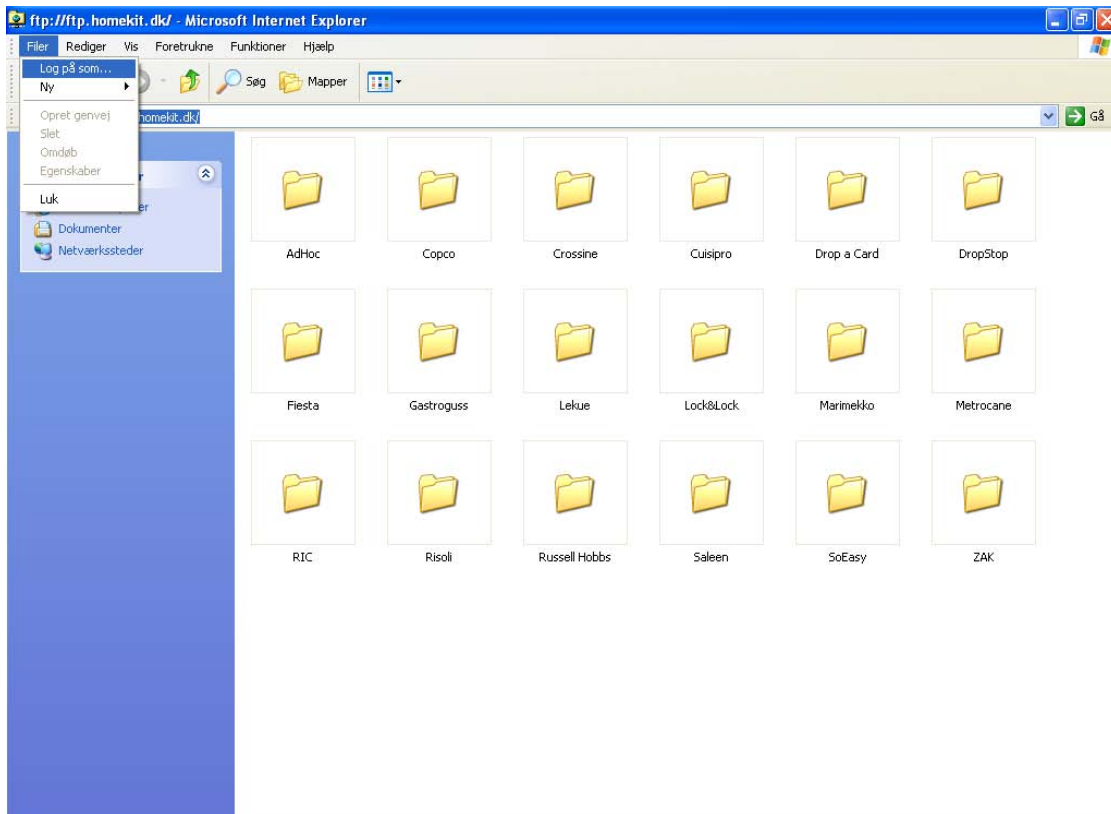 ftp://ftp.homekit.dk/ - Microsoft Internet Explorer
Filer Rediger Vis Foretrukne Funktioner Hjælp
Log på som...
Ny
Opret genvej
Slet
Omdøb
Egenskaber
Luk
Søg Mapper
homekit.dk/ Gå
Dokumenter
Netværkssteder
AdHoc Copco Crossine Cuisipro Drop a Card DropStop
Fiesta Gastroguss Lekue Lock&Lock Marimekko Metrocane
RIC Risoli Russell Hobbs Saleen SoEasy ZAK